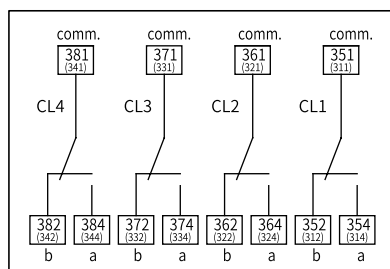 comm. comm. comm. comm.
381 371 361 351
(341) (331) (321) (311)
CL4 CL3 CL2 CL1
382 384 372 374 362 364 352 354
(342) (344) (332) (334) (322) (324) (312) (314)
b a b a b a b a